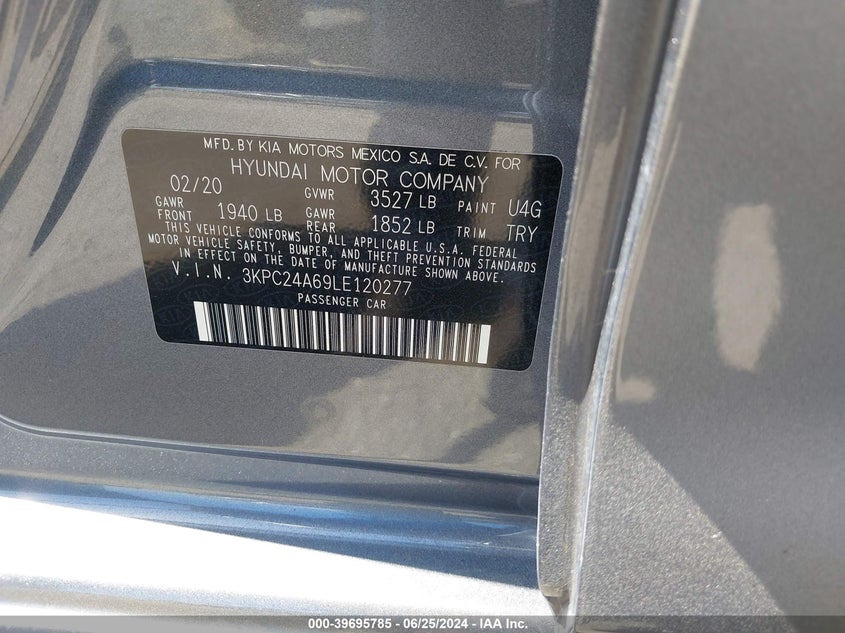 MFD. BY KIA MOTORS MEXICO S.A. DE C.V. FOR
HYUNDAI MOTOR COMPANY
02/20 GVWR 3527 LB PAINT U4G
GAWR FRONT 1940 LB GAWR REAR 1852 LB TRIM TRY
THIS VEHICLE CONFORMS TO ALL APPLICABLE U.S.A. FEDERAL
MOTOR VEHICLE SAFETY, BUMPER, AND THEFT PREVENTION STANDARDS
IN EFFECT ON THE DATE OF MANUFACTURE SHOWN ABOVE.
V.I.N. 3KPC24A69LE120277
PASSENGER CAR
000-39695785 / 06/25/2024 / IAA Inc.